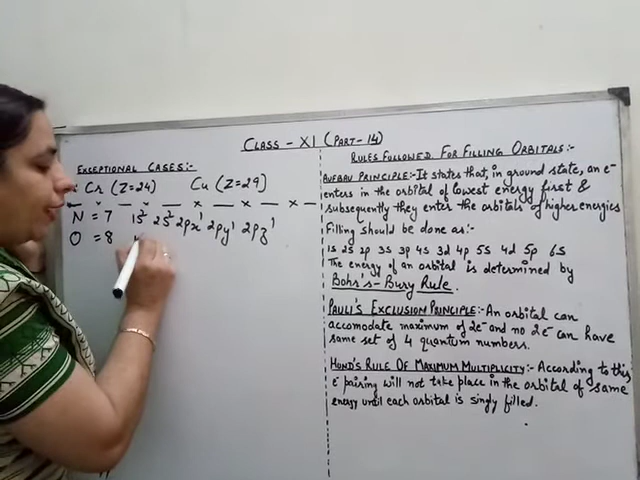 CLASS - XI (PART-14)
EXCEPTIONAL CASES:-
Cr (Z=24) Cu (Z=29)
N = 7 1s² 2s² 2px¹ 2py¹ 2pz¹
O = 8
RULES FOLLOWED FOR FILLING ORBITALS:-
AUFBAU PRINCIPLE:- It states that, in ground state, an e⁻
enters in the orbital of lowest energy first &
subsequently they enter the orbitals of higher energies
Filling should be done as:-
1s 2s 2p 3s 3p 4s 3d 4p 5s 4d 5p 6s
The energy of an orbital is determined by
Bohr's-Bury Rule.
PAULI'S EXCLUSION PRINCIPLE:- An orbital can
accomodate maximum of 2e⁻ and no 2e⁻ can have
same set of 4 quantum numbers.
HUND'S RULE OF MAXIMUM MULTIPLICITY:- According to this,
e⁻ pairing will not take place in the orbital of same
energy until each orbital is singly filled.